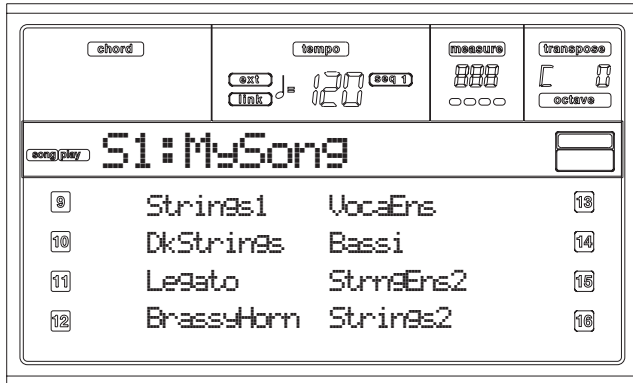 chord tempo measure transpose
ext ♩= 120 seq 1 888 C 0
link octave
song play S1:MySong
9 Strings1 VocaEns 13
10 DkStrings Bassi 14
11 Legato StrngEns2 15
12 BrassyHorn Strings2 16